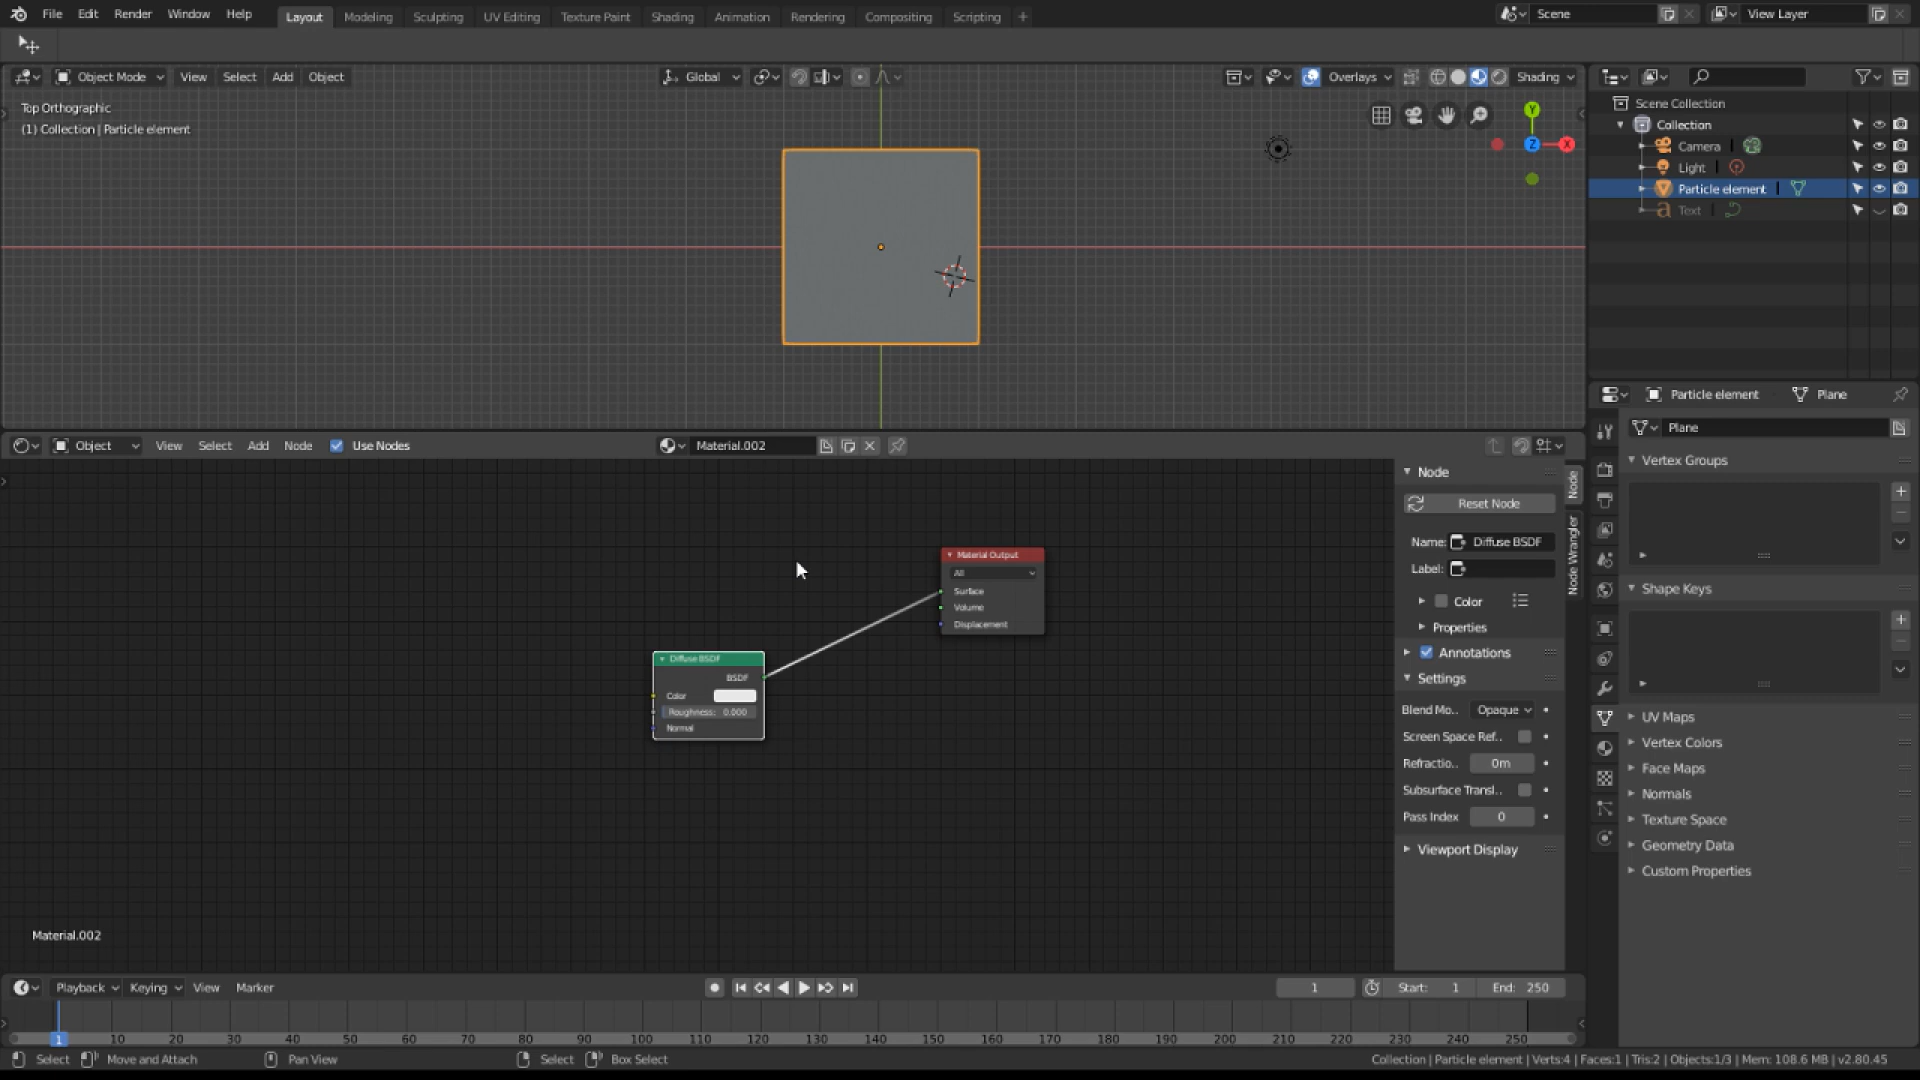 File Edit Render Window Help
Layout Modeling Sculpting UV Editing Texture Paint Shading Animation Rendering Compositing Scripting +
Scene
View Layer
Object Mode View Select Add Object
Global
Overlays
Shading
Top Orthographic
(1) Collection | Particle element
Y
Z
X
Scene Collection
Collection
Camera
Light
Particle element
Text
Particle element
Plane
Plane
Vertex Groups
Shape Keys
UV Maps
Vertex Colors
Face Maps
Normals
Texture Space
Geometry Data
Custom Properties
Object View Select Add Node Use Nodes
Material.002
Material Output
All
Surface
Volume
Displacement
Diffuse BSDF
BSDF
Color
Roughness: 0.000
Normal
Node
Reset Node
Name: Diffuse BSDF
Label:
Color
Properties
Annotations
Settings
Blend Mo.. Opaque
Screen Space Ref..
Refractio.. 0m
Subsurface Transl..
Pass Index 0
Viewport Display
Node
Node Wrangler
Material.002
Playback Keying View Marker
1
Start: 1
End: 250
1 10 20 30 40 50 60 70 80 90 100 110 120 130 140 150 160 170 180 190 200 210 220 230 240 250
Select Move and Attach Pan View Select Box Select
Collection | Particle element | Verts:4 | Faces:1 | Tris:2 | Objects:1/3 | Mem: 108.6 MB | v2.80.45